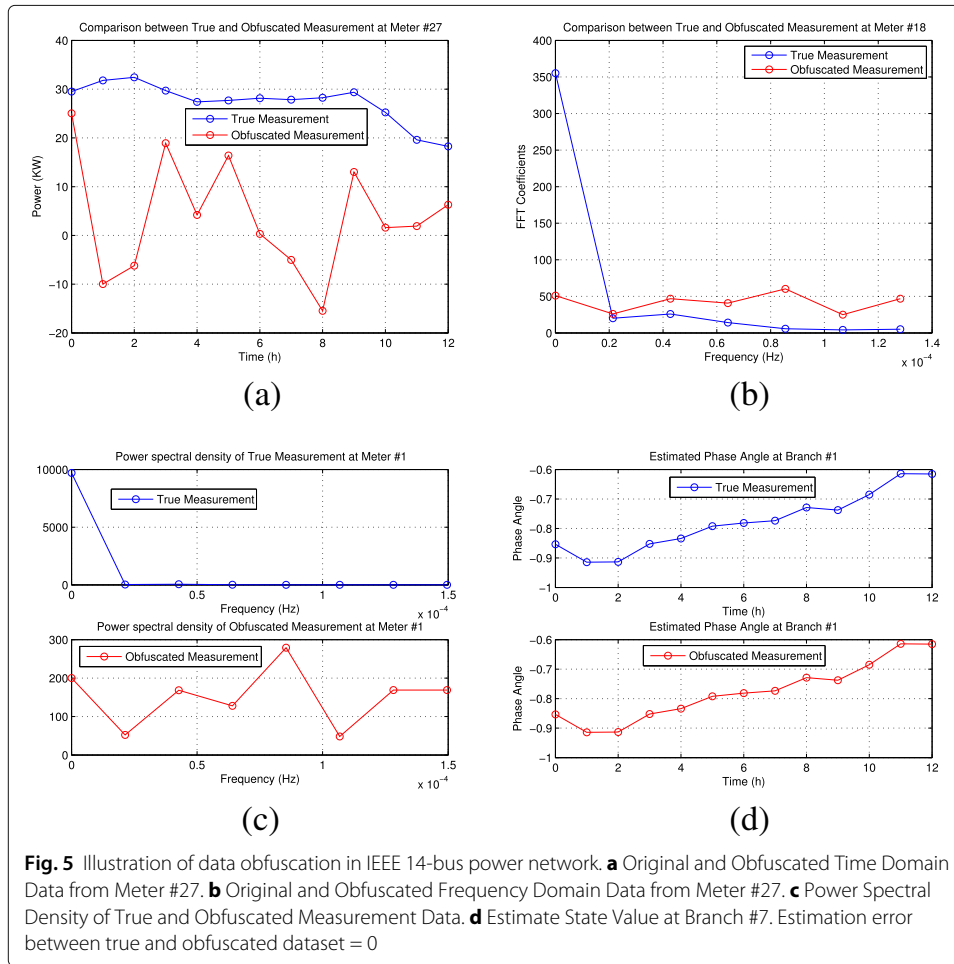 Comparison between True and Obfuscated Measurement at Meter #27
40
30
20
10
0
−10
−20
Power (KW)
True Measurement
Obfuscated Measurement
0 2 4 6 8 10 12
Time (h)
(a)
Comparison between True and Obfuscated Measurement at Meter #18
400
350
300
250
200
150
100
50
0
FFT Coefficients
True Measurement
Obfuscated Measurement
0 0.2 0.4 0.6 0.8 1 1.2 1.4
Frequency (Hz)
x 10⁻⁴
(b)
Power spectral density of True Measurement at Meter #1
10000
5000
0
True Measurement
0 0.5 1 1.5
Frequency (Hz)
x 10⁻⁴
Power spectral density of Obfuscated Measurement at Meter #1
300
200
100
0
Obfuscated Measurement
0 0.5 1 1.5
Frequency (Hz)
x 10⁻⁴
(c)
Estimated Phase Angle at Branch #1
−0.6
−0.7
−0.8
−0.9
−1
Phase Angle
True Measurement
0 2 4 6 8 10 12
Time (h)
Estimated Phase Angle at Branch #1
−0.6
−0.7
−0.8
−0.9
−1
Phase Angle
Obfuscated Measurement
0 2 4 6 8 10 12
Time (h)
(d)
Fig. 5 Illustration of data obfuscation in IEEE 14-bus power network. a Original and Obfuscated Time Domain
Data from Meter #27. b Original and Obfuscated Frequency Domain Data from Meter #27. c Power Spectral
Density of True and Obfuscated Measurement Data. d Estimate State Value at Branch #7. Estimation error
between true and obfuscated dataset = 0